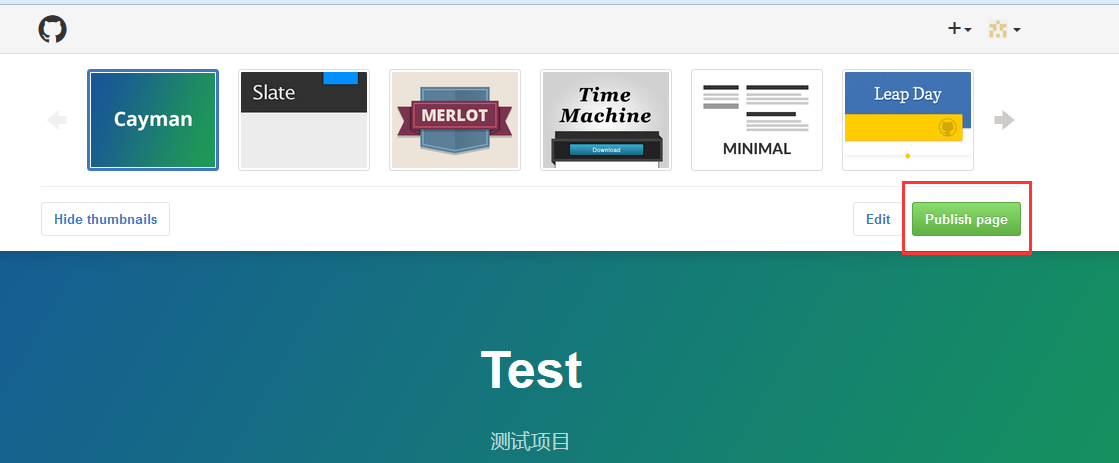 Cayman
Slate
MERLOT
Time
Machine
Download
MINIMAL
Leap Day
Hide thumbnails
Edit
Publish page
Test
测试项目